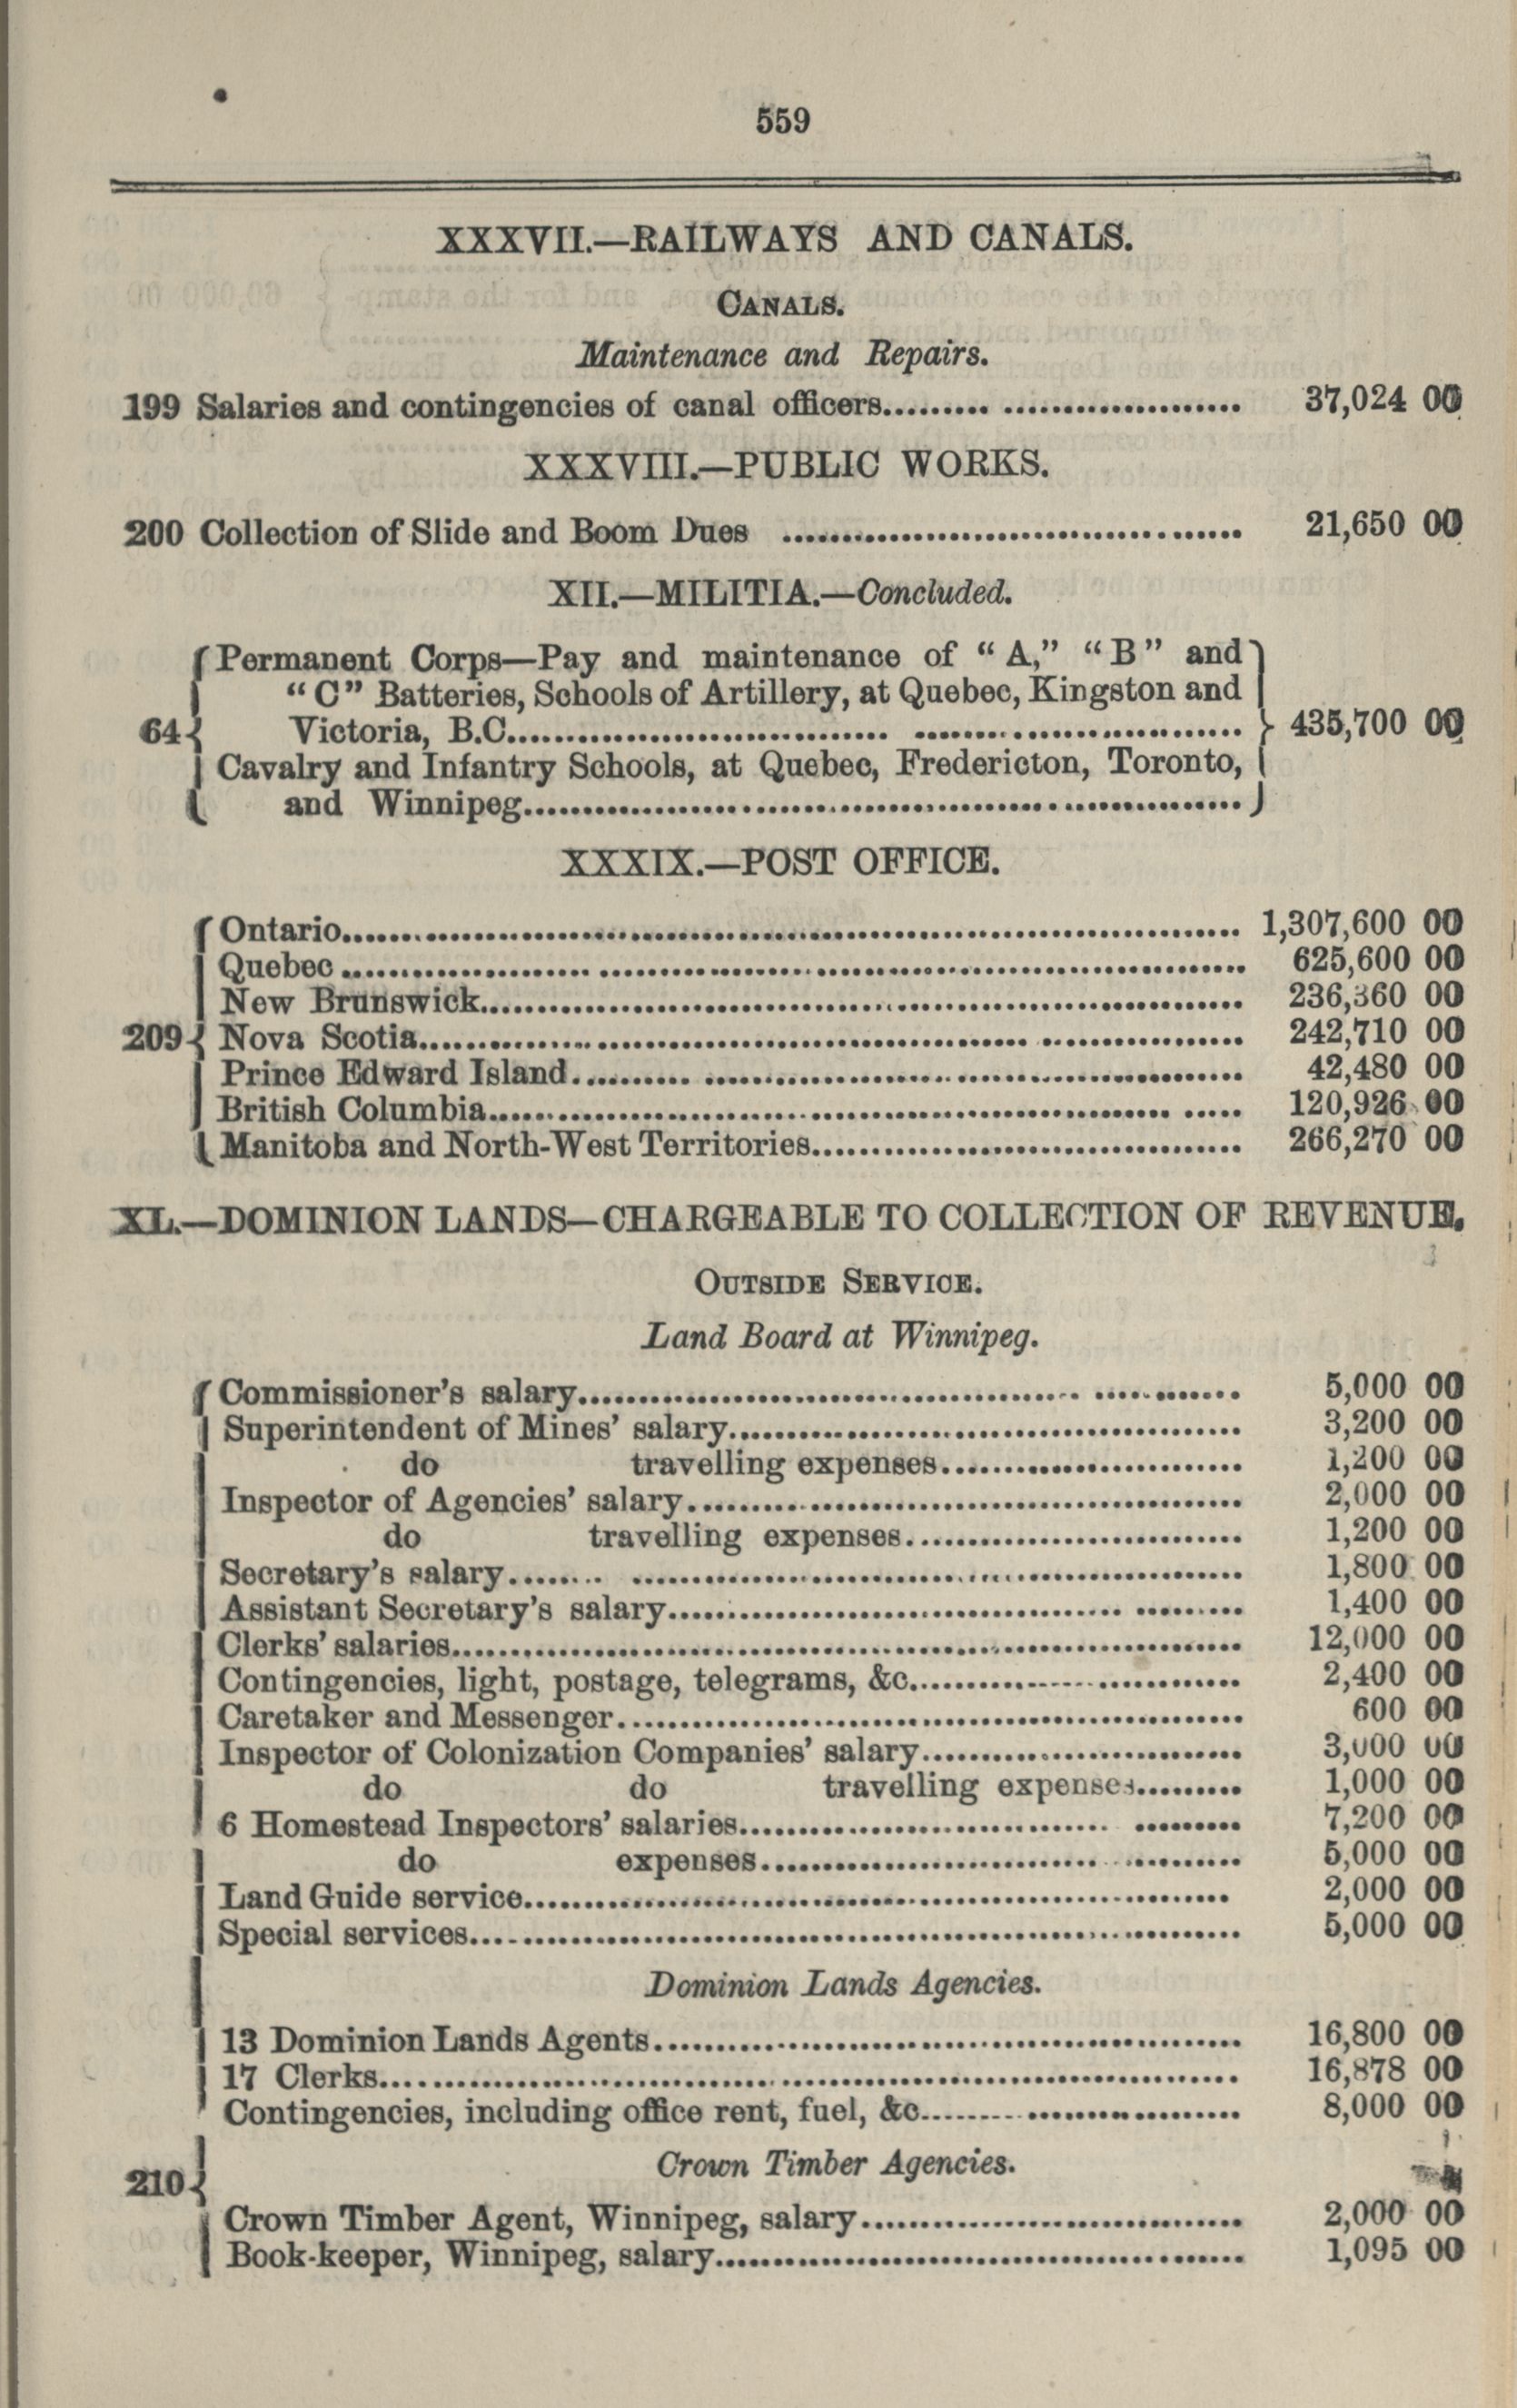 559
XXXVII.—RAILWAYS AND CANALS.
CANALS.
Maintenance and Repairs.
199 Salaries and contingencies of canal officers.......... .................... 37,024 00
XXXVIII.—PUBLIC WORKS.
200 Collection of Slide and Boom Dues ........................................ 21,650 00
XII.—MILITIA.—Concluded.
Permanent Corps—Pay and maintenance of "A," "B" and
"C" Batteries, Schools of Artillery, at Quebec, Kingston and
64 Victoria, B.C............................................................ 435,700 00
Cavalry and Infantry Schools, at Quebec, Fredericton, Toronto,
and Winnipeg............................................................
XXXIX.—POST OFFICE.
Ontario............................................................ 1,307,600 00
Quebec ............................................................ 625,600 00
New Brunswick............................................................ 236,360 00
209 Nova Scotia............................................................ 242,710 00
Prince Edward Island.......... ........................................ 42,480 00
British Columbia............................................................ 120,926 00
Manitoba and North-West Territories.................................... 266,270 00
XL.—DOMINION LANDS—CHARGEABLE TO COLLECTION OF REVENUE.
OUTSIDE SERVICE.
Land Board at Winnipeg.
Commissioner's salary.................................................. 5,000 00
Superintendent of Mines' salary........................................ 3,200 00
do travelling expenses......................... 1,200 00
Inspector of Agencies' salary.......................................... 2,000 00
do travelling expenses............................ 1,200 00
Secretary's salary........ ............................................ 1,800 00
Assistant Secretary's salary........................................... 1,400 00
Clerks' salaries....................................................... 12,000 00
Contingencies, light, postage, telegrams, &c........................... 2,400 00
Caretaker and Messenger................................................ 600 00
Inspector of Colonization Companies' salary........................... 3,000 00
do do travelling expenses......... 1,000 00
6 Homestead Inspectors' salaries....................................... 7,200 00
do expenses........................................ 5,000 00
Land Guide service..................................................... 2,000 00
Special services....................................................... 5,000 00
Dominion Lands Agencies.
13 Dominion Lands Agents............................................... 16,800 00
17 Clerks.............................................................. 16,878 00
Contingencies, including office rent, fuel, &c......................... 8,000 00
Crown Timber Agencies.
210
Crown Timber Agent, Winnipeg, salary................................ 2,000 00
Book-keeper, Winnipeg, salary.......................................... 1,095 00